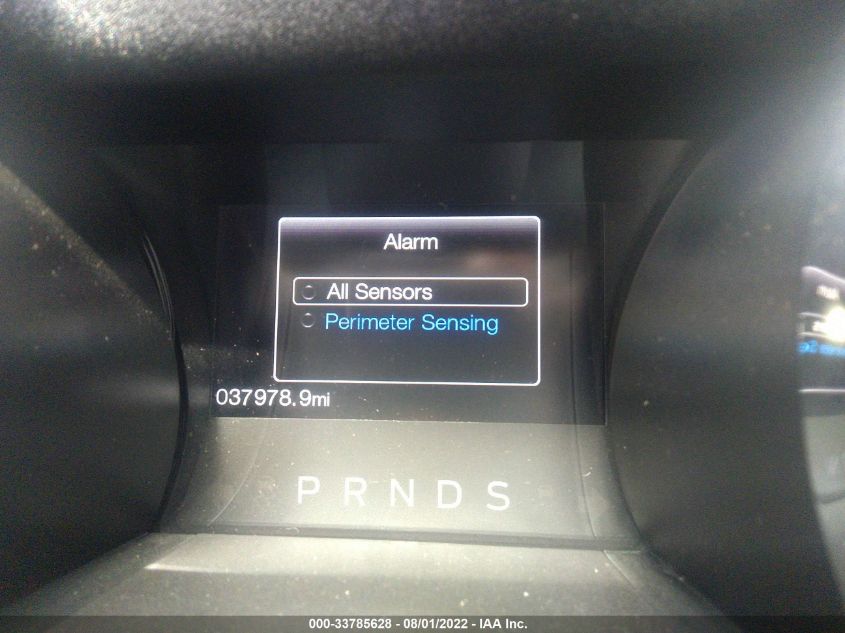 Alarm
All Sensors
Perimeter Sensing
037978.9mi
P R N D S
000-33785628 - 08/01/2022 - IAA Inc.